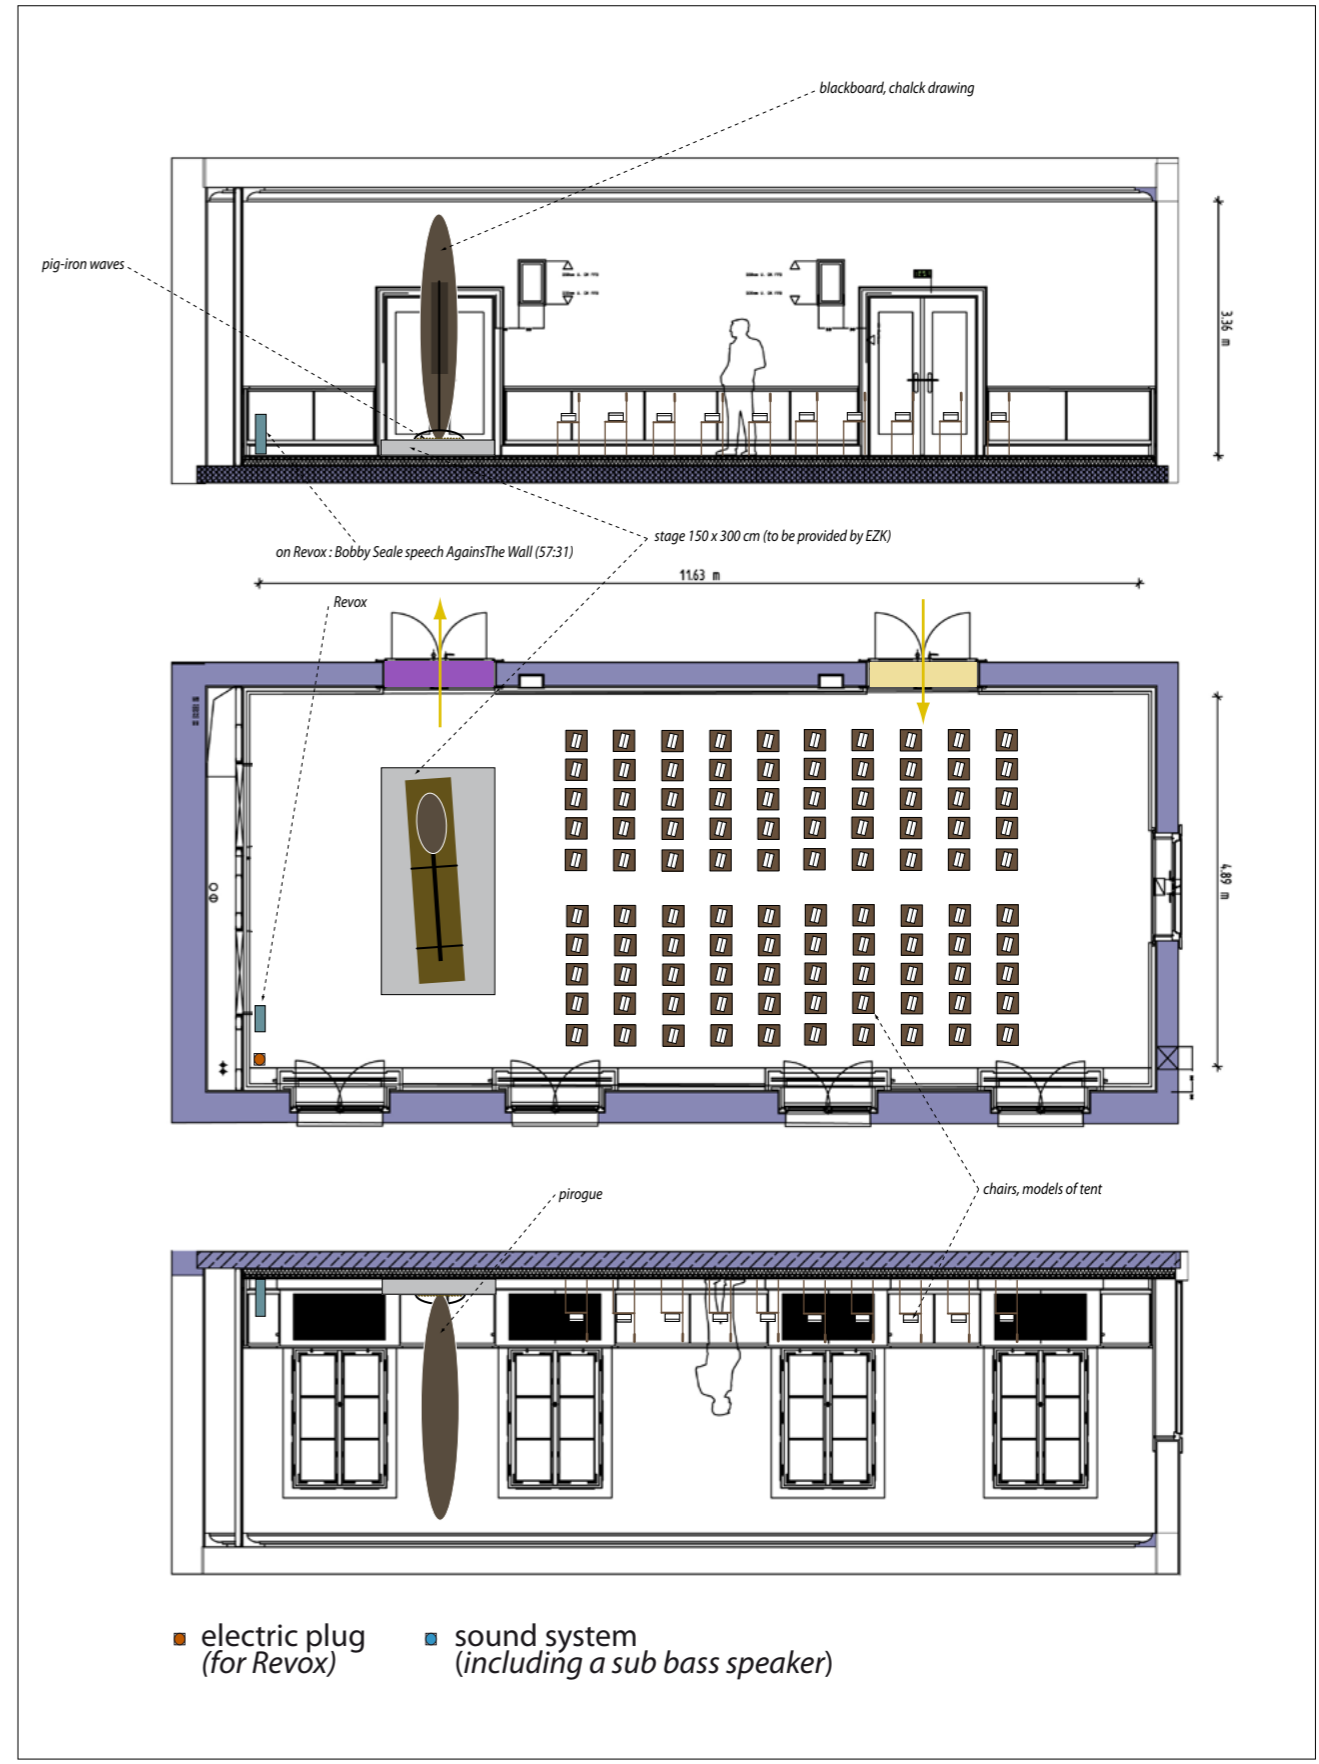 blackboard, chalck drawing
pig-iron waves
3.36 m
stage 150 x 300 cm (to be provided by EZK)
on Revox : Bobby Seale speech AgainsThe Wall (57:31)
11.63 m
Revox
4.89 m
chairs, models of tent
pirogue
electric plug
(for Revox)
sound system
(including a sub bass speaker)